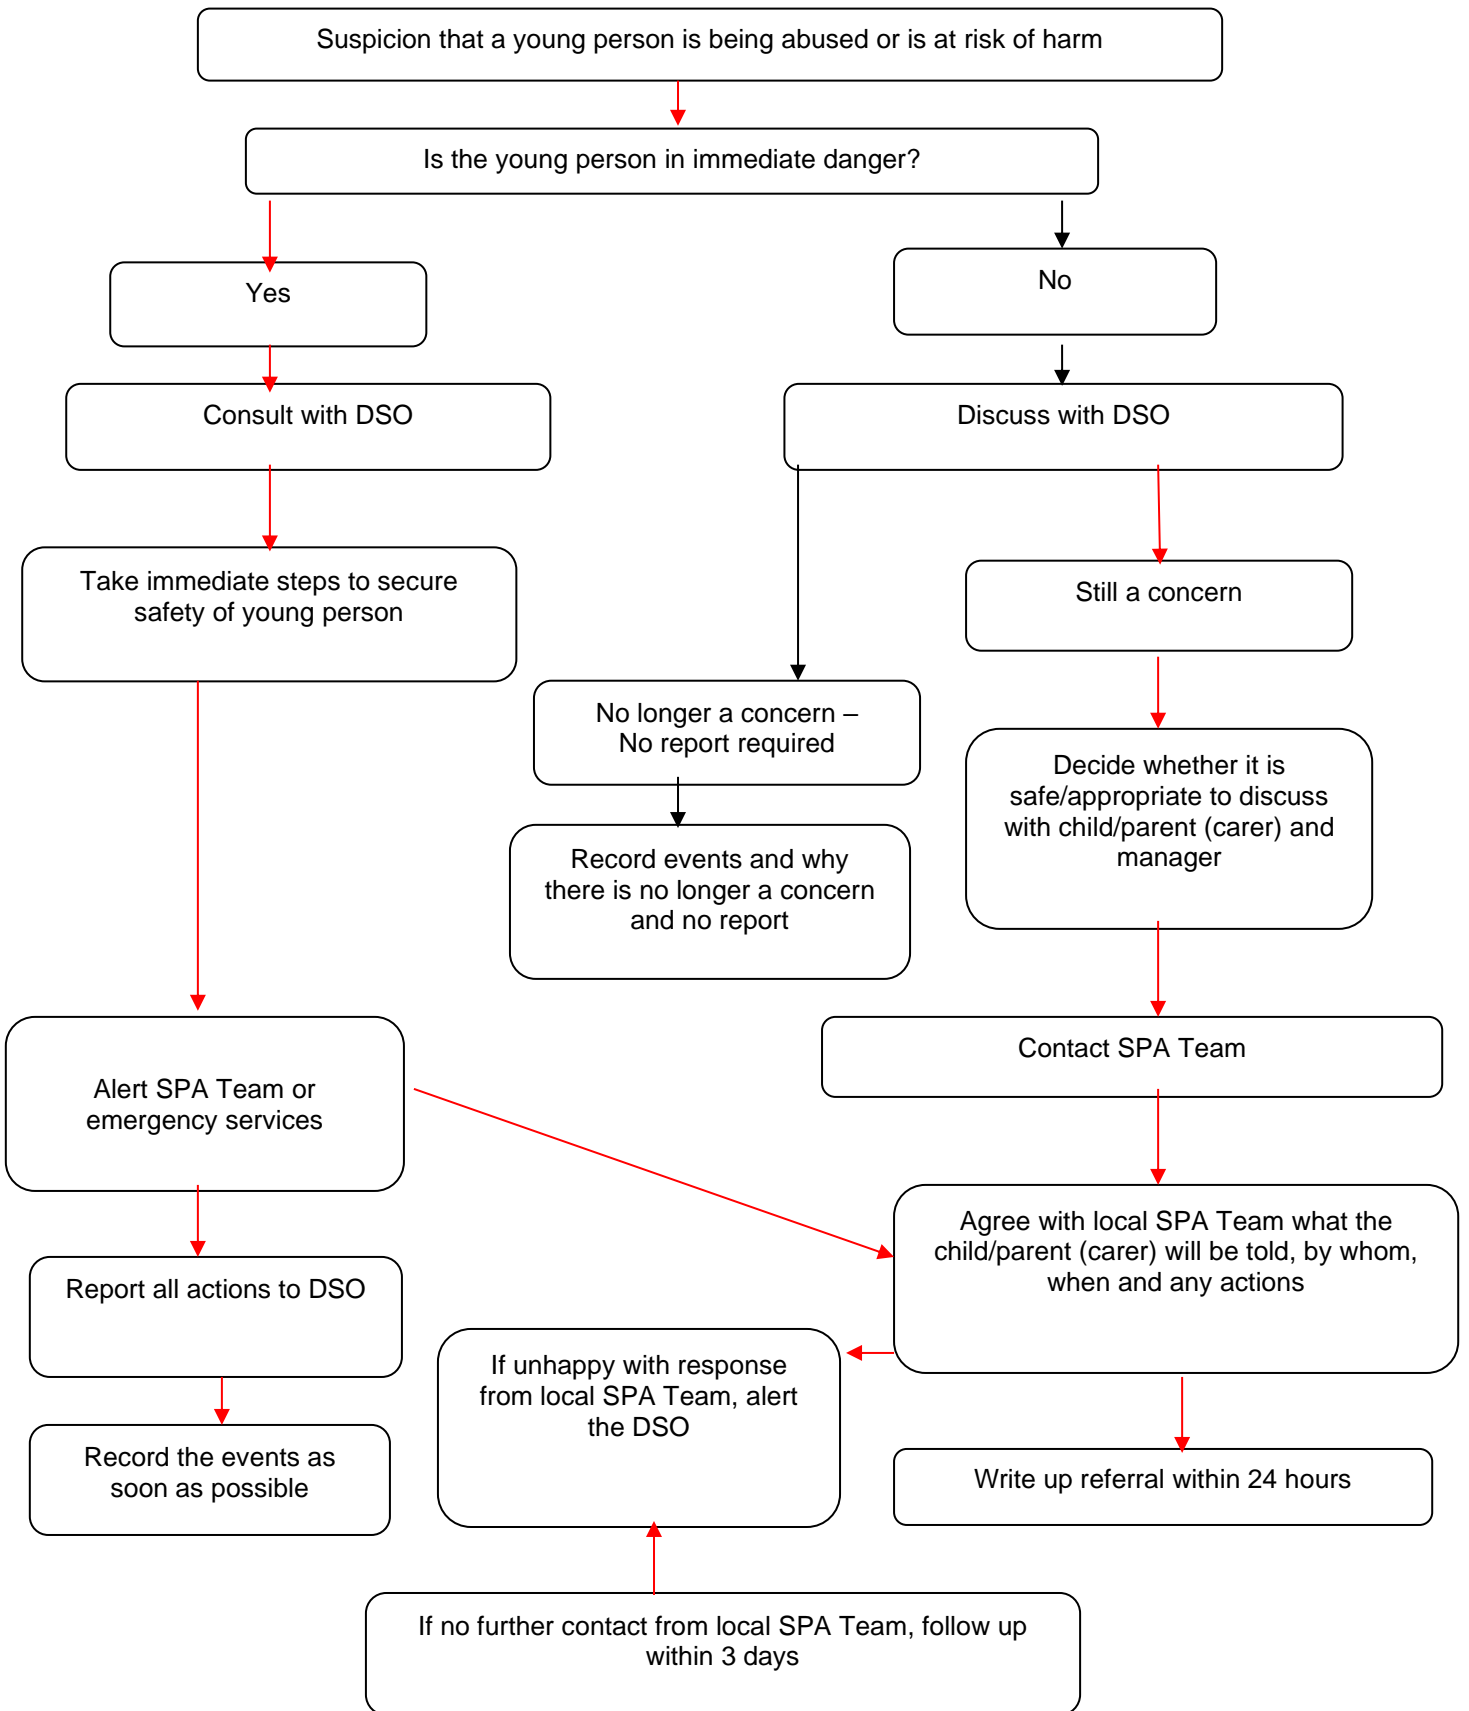 Suspicion that a young person is being abused or is at risk of harm
Is the young person in immediate danger?
Yes
No
Consult with DSO
Discuss with DSO
Take immediate steps to secure
safety of young person
Still a concern
No longer a concern –
No report required
Decide whether it is
safe/appropriate to discuss
with child/parent (carer) and
manager
Record events and why
there is no longer a concern
and no report
Contact SPA Team
Alert SPA Team or
emergency services
Agree with local SPA Team what the
child/parent (carer) will be told, by whom,
when and any actions
Report all actions to DSO
If unhappy with response
from local SPA Team, alert
the DSO
Record the events as
soon as possible
Write up referral within 24 hours
If no further contact from local SPA Team, follow up
within 3 days